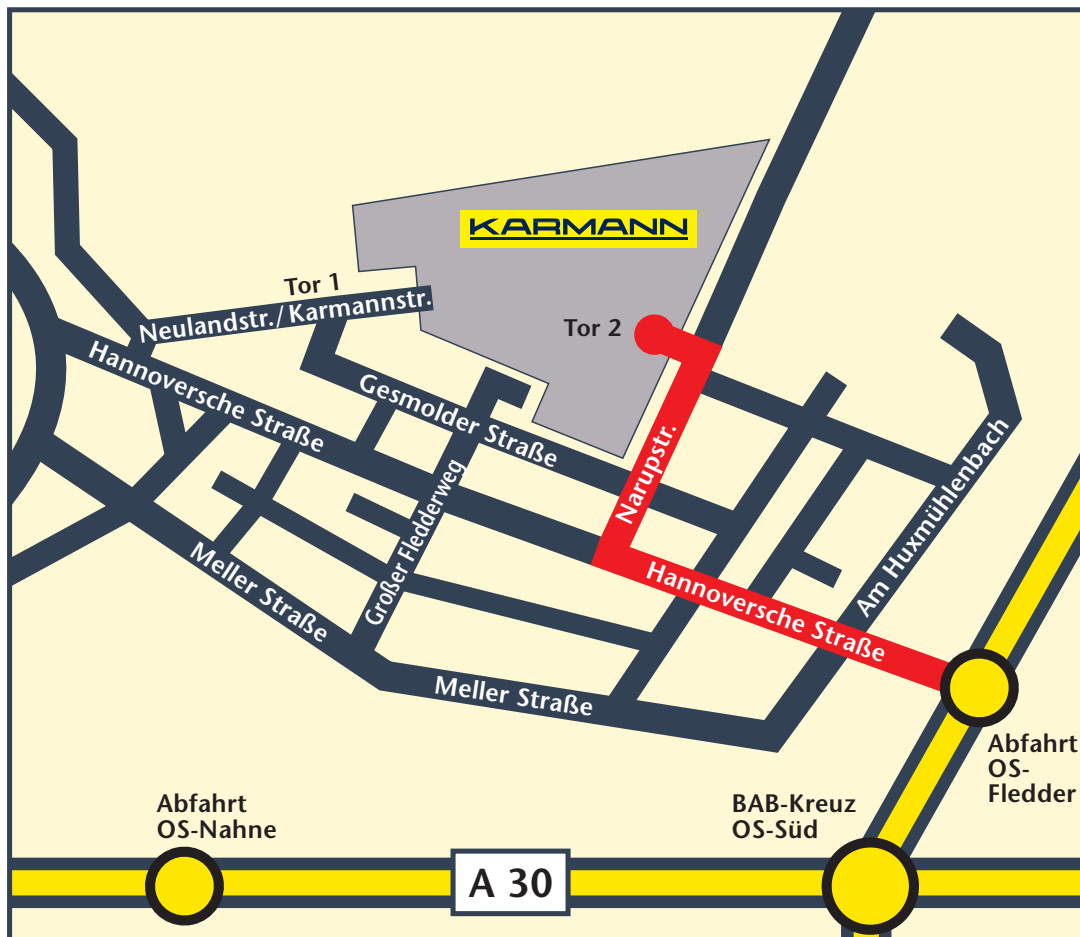 KARMANN
Tor 1
Neulandstr./Karmannstr.
Tor 2
Hannoversche Straße
Gesmolder Straße
Narupstr.
Großer Fledderweg
Am Huxmühlenbach
Meller Straße
Hannoversche Straße
Meller Straße
Abfahrt
OS-
Fledder
Abfahrt
OS-Nahne
BAB-Kreuz
OS-Süd
A 30